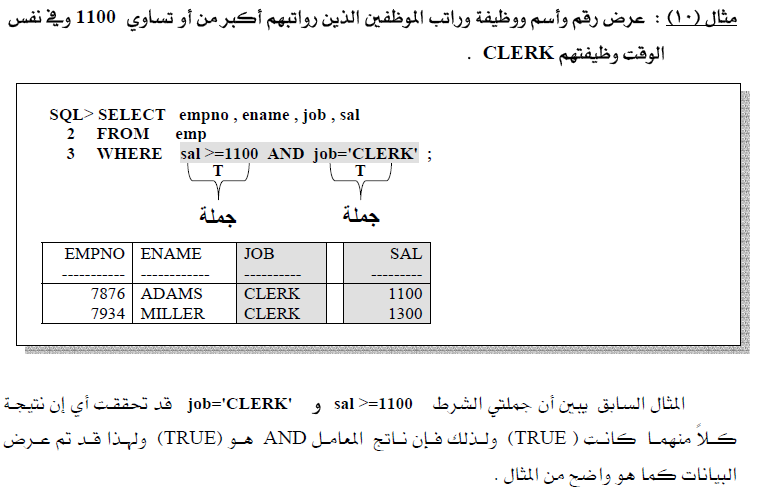 مثال (١٠) : عرض رقم وأسم ووظيفة وراتب الموظفين الذين رواتبهم أكبر من أو تساوي 1100 وفي نفس
الوقت وظيفتهم CLERK .
SQL> SELECT empno , ename , job , sal
2 FROM emp
3 WHERE sal >=1100 AND job='CLERK' ;
T T
جملة جملة
EMPNO ENAME JOB SAL
----------- ------------ ---------- ---------
7876 ADAMS CLERK 1100
7934 MILLER CLERK 1300
المثال السابق يبين أن جملتي الشرط sal >=1100 و job='CLERK' قد تحققت أي إن نتيجة
كلاً منهما كانت ( TRUE) ولذلك فإن ناتج المعامل AND هو (TRUE) ولهذا قد تم عرض
البيانات كما هو واضح من المثال .